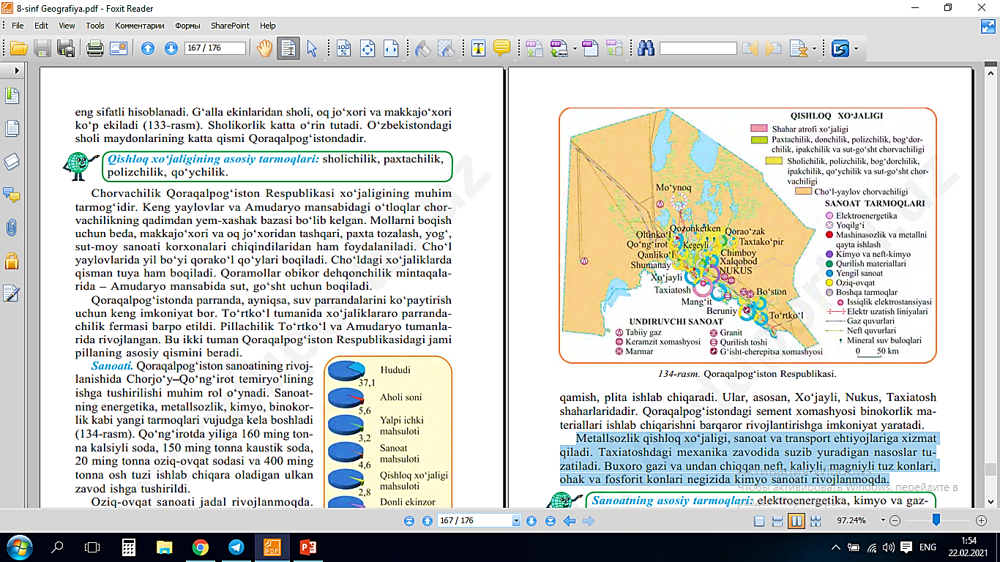 8-sinf Geografiya.pdf - Foxit Reader
File Edit View Tools Комментарии Формы SharePoint Help
167 / 176
eng sifatli hisoblanadi. G‘alla ekinlaridan sholi, oq jo‘xori va makkajo‘xori
ko‘p ekiladi (133-rasm). Sholikorlik katta o‘rin tutadi. O‘zbekistondagi
sholi maydonlarining katta qismi Qoraqalpog‘istondadir.
Qishloq xo‘jaligining asosiy tarmoqlari: sholichilik, paxtachilik,
polizchilik, qo‘ychilik.
Chorvachilik Qoraqalpog‘iston Respublikasi xo‘jaligining muhim
tarmog‘idir. Keng yaylovlar va Amudaryo mansabidagi o‘tloqlar chor-
vachilikning qadimdan yem-xashak bazasi bo‘lib kelgan. Mollarni boqish
uchun beda, makkajo‘xori va oq jo‘xoridan tashqari, paxta tozalash, yog‘,
sut-moy sanoati korxonalari chiqindilaridan ham foydalaniladi. Cho‘l
yaylovlarida yil bo‘yi qorako‘l qo‘ylari boqiladi. Cho‘ldagi xo‘jaliklarda
qisman tuya ham boqiladi. Qoramollar obikor dehqonchilik mintaqala-
rida – Amudaryo mansabida sut, go‘sht uchun boqiladi.
Qoraqalpog‘istonda parranda, ayniqsa, suv parrandalarini ko‘paytirish
uchun keng imkoniyat bor. To‘rtko‘l tumanida xo‘jaliklararo parranda-
chilik fermasi barpo etildi. Pillachilik To‘rtko‘l va Amudaryo tumanla-
rida rivojlangan. Bu ikki tuman Qoraqalpog‘iston Respublikasidagi jami
pillaning asosiy qismini beradi.
Sanoati. Qoraqalpog‘iston sanoatining rivoj-
lanishida Chorjo‘y–Qo‘ng‘irot temiryo‘lining
ishga tushirilishi muhim rol o‘ynadi. Sanoat-
ning energetika, metallsozlik, kimyo, binokor-
lik kabi yangi tarmoqlari vujudga kela boshladi
(134-rasm). Qo‘ng‘irotda yiliga 160 ming ton-
na kalsiyli soda, 150 ming tonna kaustik soda,
20 ming tonna oziq-ovqat sodasi va 400 ming
tonna osh tuzi ishlab chiqara oladigan ulkan
zavod ishga tushirildi.
Oziq-ovqat sanoati jadal rivojlanmoqda.
Hududi
37,1
Aholi soni
5,6
Yalpi ichki
mahsuloti
3,2
Sanoat
mahsuloti
4,6
Qishloq xo‘jaligi
mahsuloti
2,8
Donli ekinzor
QISHLOQ XO‘JALIGI
Shahar atrofi xo‘jaligi
Paxtachilik, donchilik, polizchilik, bog‘dor-
chilik, ipakchilik va sut-go‘sht chorvachiligi
Sholichilik, polizchilik, bog‘dorchilik,
ipakchilik, qo‘ychilik va sut-go‘sht chor-
vachiligi
Cho‘l-yaylov chorvachiligi
SANOAT TARMOQLARI
Elektroenergetika
Yoqilg‘i
Mashinasozlik va metallni
qayta ishlash
Kimyo va neft-kimyo
Qurilish materiallari
Yengil sanoat
Oziq-ovqat
Boshqa tarmoqlar
Issiqlik elektrostansiyasi
Elektr uzatish liniyalari
Gaz quvurlari
Neft quvurlari
Mineral suv buloqlari
0 50 km
Mo‘ynoq
Qozonketken
Oltinko‘l
Qorao‘zak
Qo‘ng‘irot
Kegeyli
Taxtako‘pir
Qanliko‘l
Chimboy
Shumanay
Xalqobod
NUKUS
Xo‘jayli
Taxiatosh
Mang‘it
Bo‘ston
Beruniy
To‘rtko‘l
UNDIRUVCHI SANOAT
Tabiiy gaz
Keramzit xomashyosi
Marmar
Granit
Qurilish toshi
G‘isht-cherepitsa xomashyosi
134-rasm. Qoraqalpog‘iston Respublikasi.
qamish, plita ishlab chiqaradi. Ular, asosan, Xo‘jayli, Nukus, Taxiatosh
shaharlaridadir. Qoraqalpog‘istondagi sement xomashyosi binokorlik ma-
teriallari ishlab chiqarishni barqaror rivojlantirishga imkoniyat yaratadi.
Metallsozlik qishloq xo‘jaligi, sanoat va transport ehtiyojlariga xizmat
qiladi. Taxiatoshdagi mexanika zavodida suzib yuradigan nasoslar tu-
zatiladi. Buxoro gazi va undan chiqqan neft, kaliyli, magniyli tuz konlari,
ohak va fosforit konlari negizida kimyo sanoati rivojlanmoqda.
Активация Windows
Чтобы активировать Windows, перейдите в
Sanoatning asosiy tarmoqlari: elektroenergetika, kimyo va gaz-
167 / 176
97.24%
ENG
1:54
22.02.2021